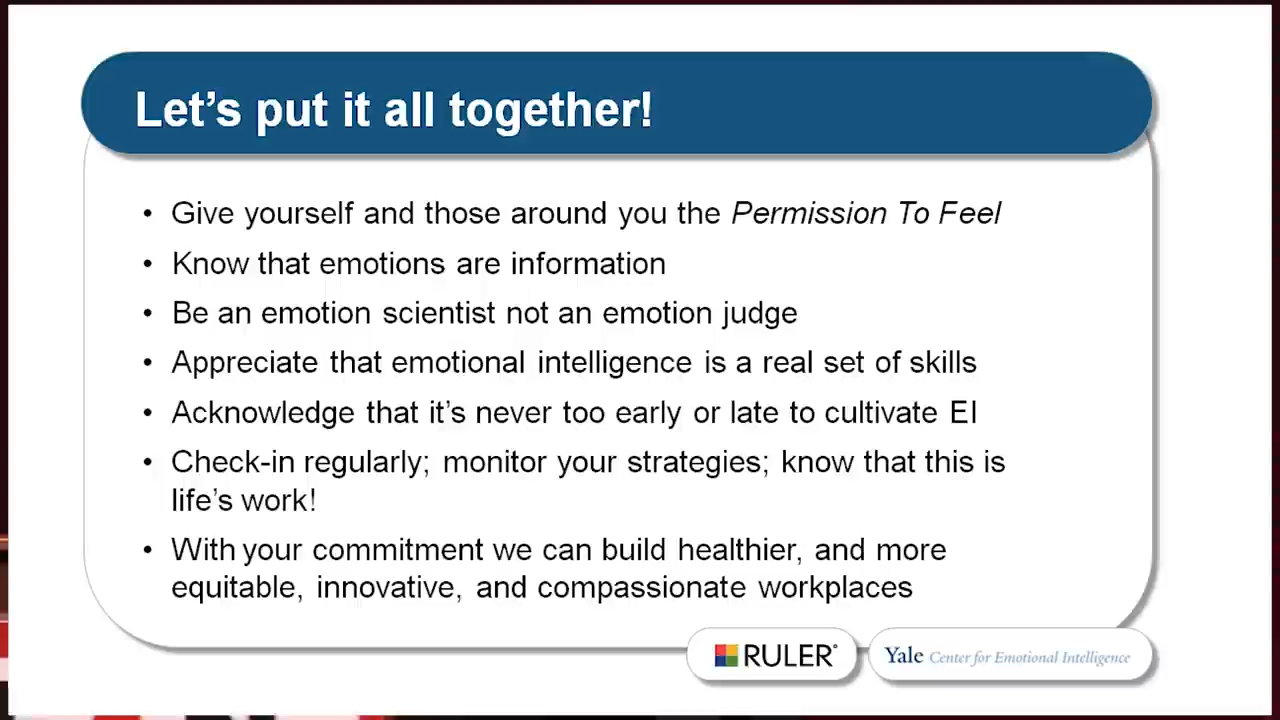 Let’s put it all together!
• Give yourself and those around you the Permission To Feel
• Know that emotions are information
• Be an emotion scientist not an emotion judge
• Appreciate that emotional intelligence is a real set of skills
• Acknowledge that it’s never too early or late to cultivate EI
• Check-in regularly; monitor your strategies; know that this is
life’s work!
• With your commitment we can build healthier, and more
equitable, innovative, and compassionate workplaces
RULER®
Yale Center for Emotional Intelligence